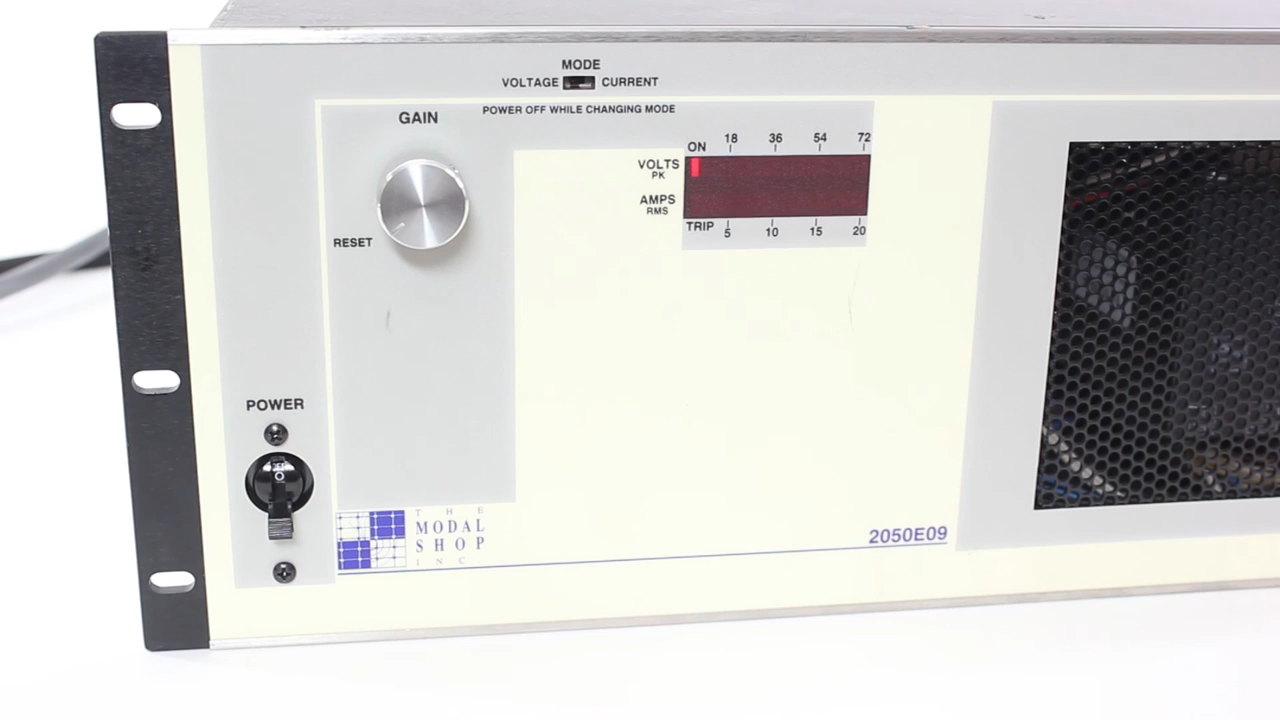 MODE
VOLTAGE CURRENT
POWER OFF WHILE CHANGING MODE
GAIN
RESET
ON 18 36 54 72
VOLTS
PK
AMPS
RMS
TRIP 5 10 15 20
POWER
O
THE
MODAL
SHOP
INC
2050E09